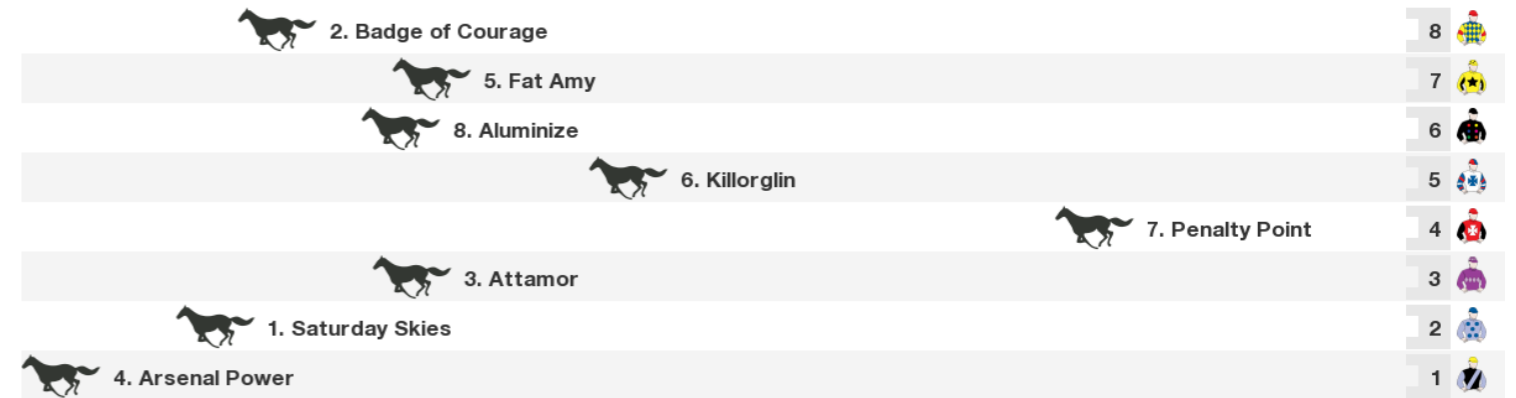 2. Badge of Courage 8
5. Fat Amy 7
8. Aluminize 6
6. Killorglin 5
7. Penalty Point 4
3. Attamor 3
1. Saturday Skies 2
4. Arsenal Power 1